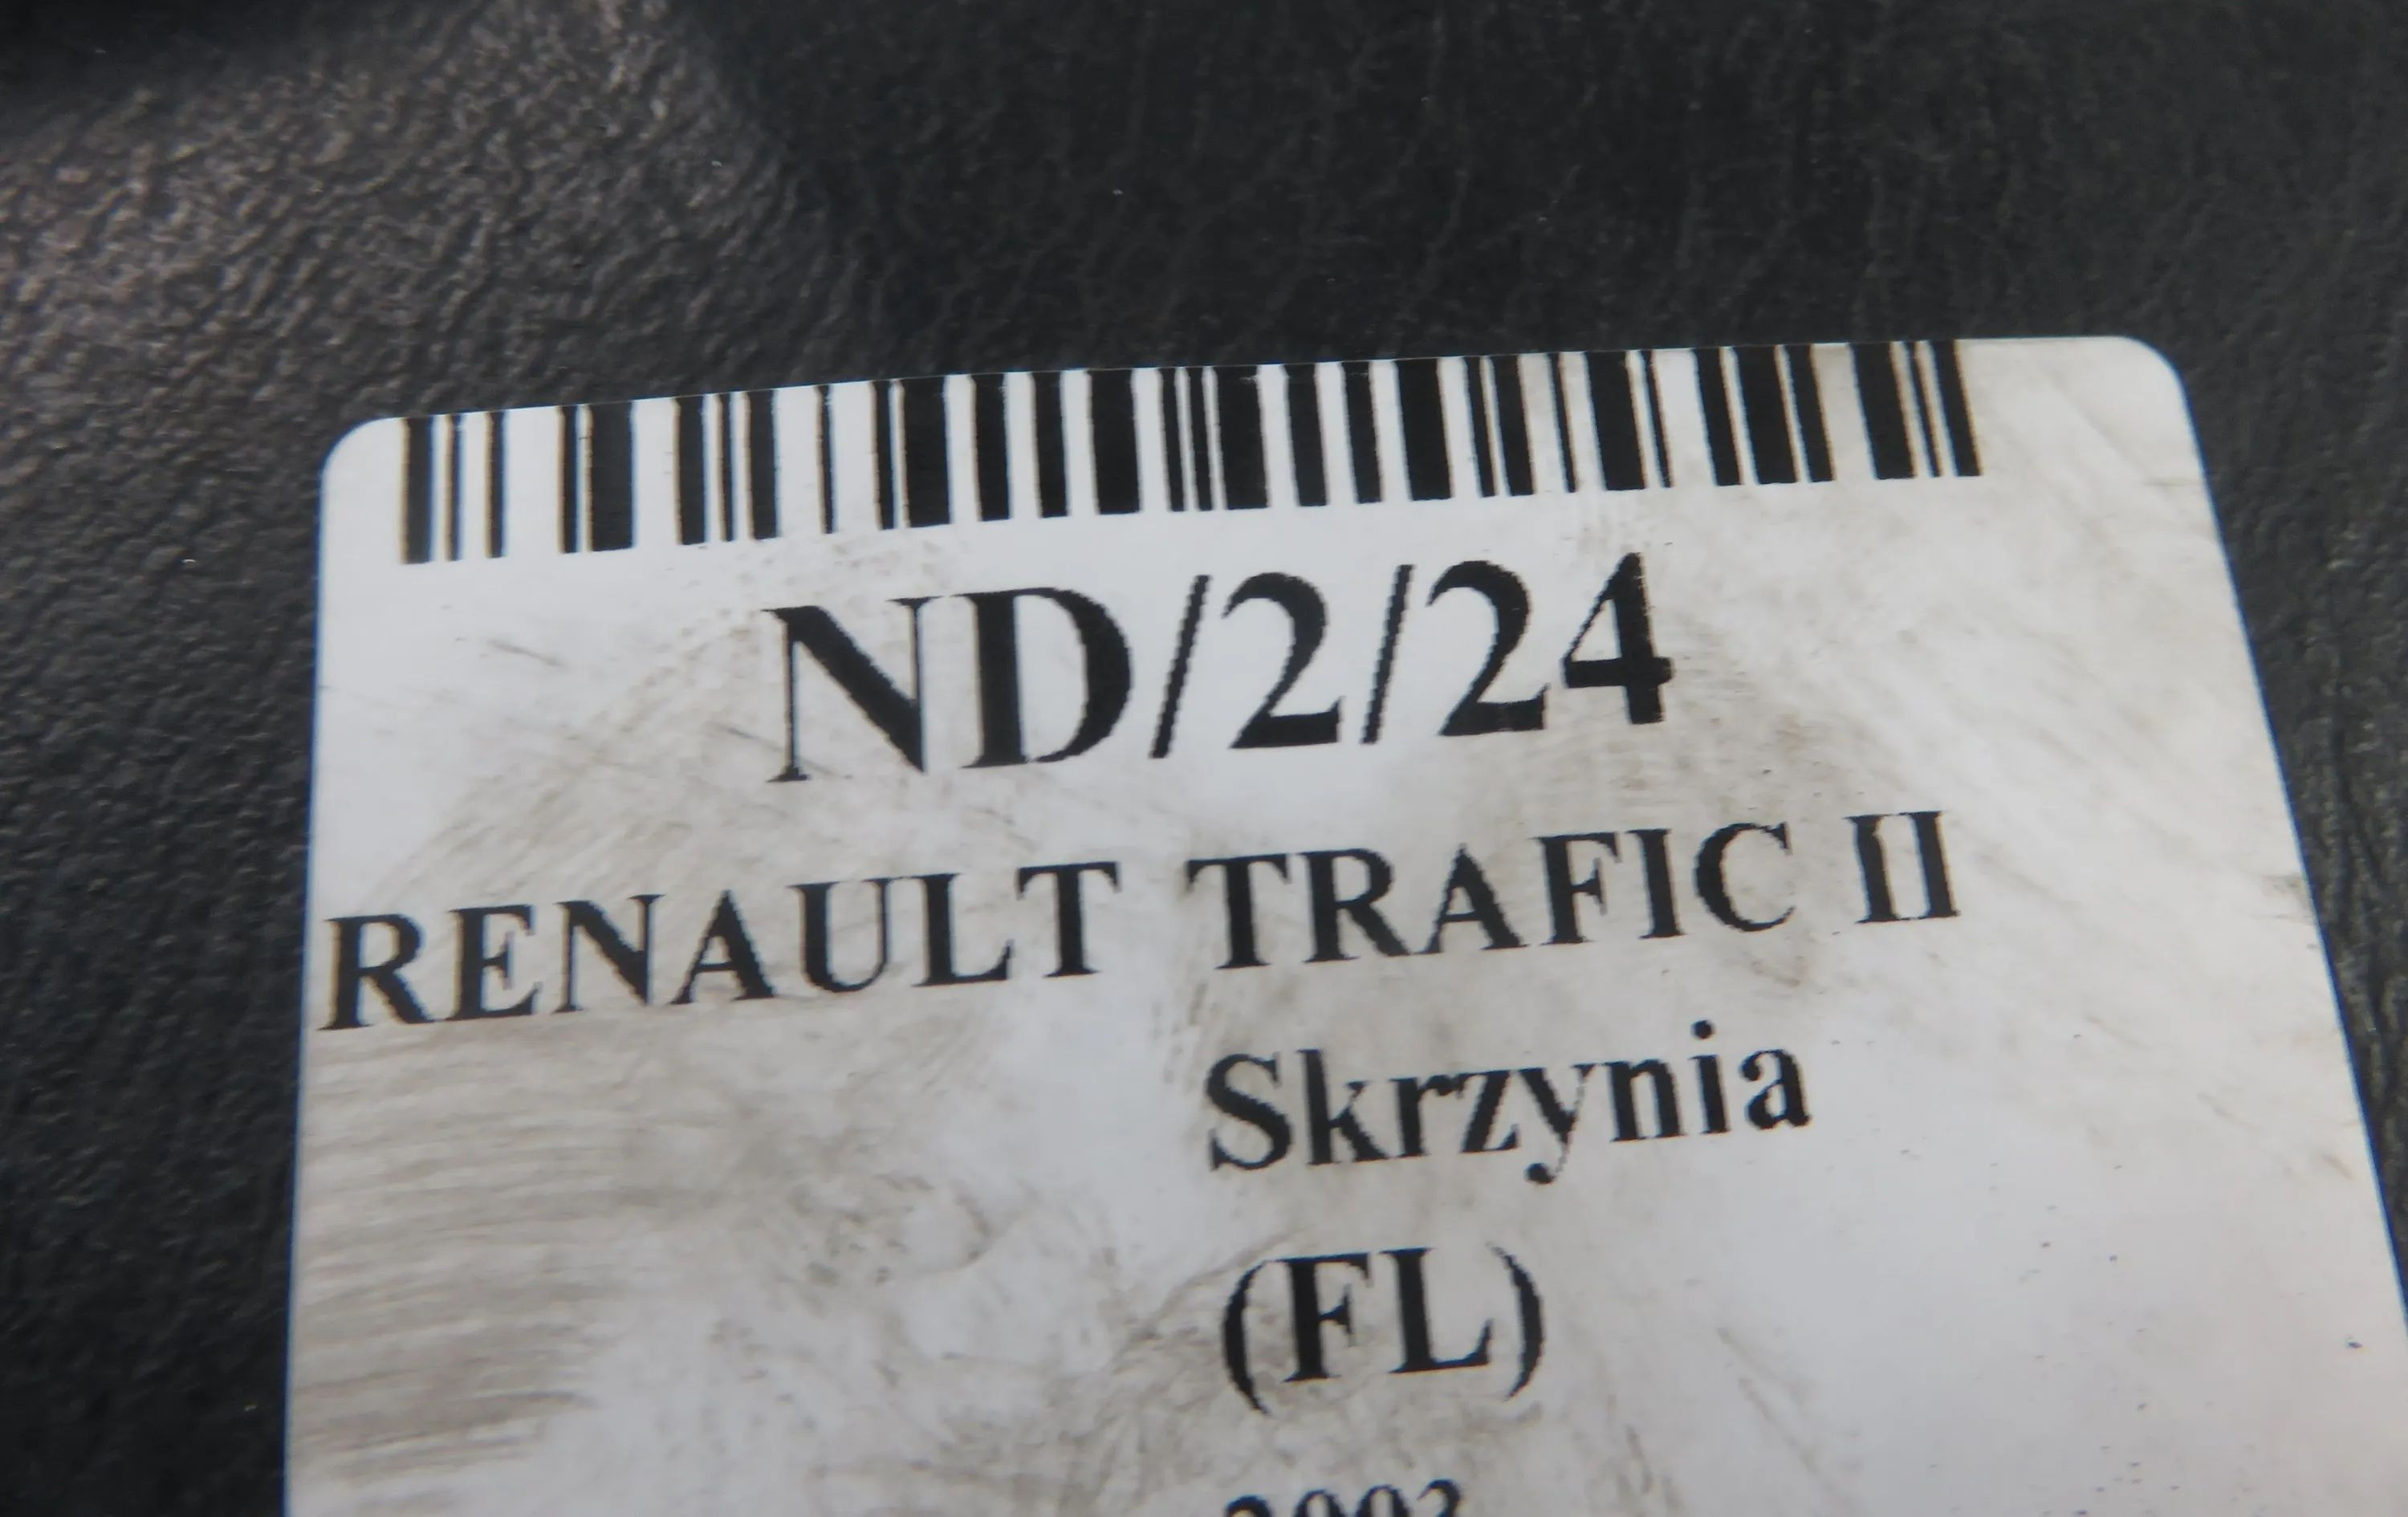 ND/2/24
RENAULT TRAFIC II
Skrzynia
(FL)